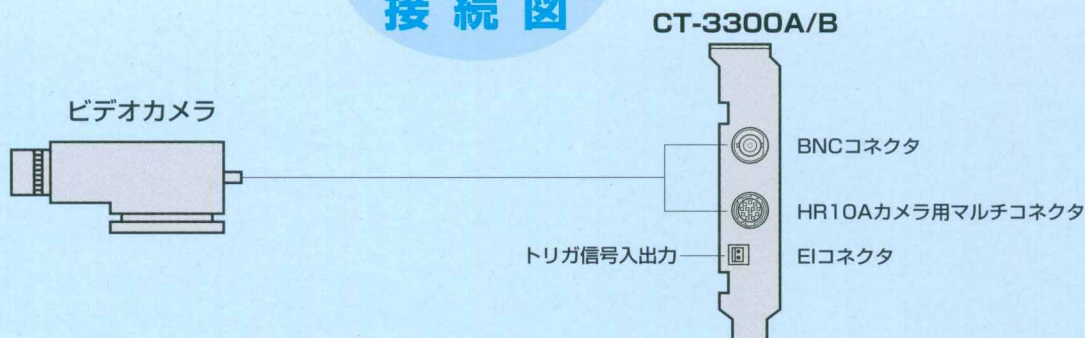 接続図
CT-3300A/B
ビデオカメラ
BNCコネクタ
HR10Aカメラ用マルチコネクタ
トリガ信号入出力
EIコネクタ